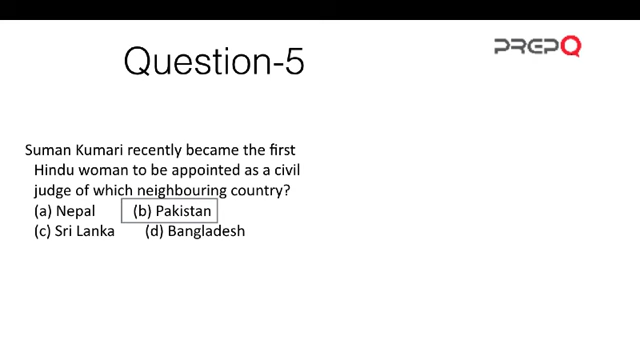 PREPQ
Question-5
Suman Kumari recently became the first
Hindu woman to be appointed as a civil
judge of which neighbouring country?
(a) Nepal (b) Pakistan
(c) Sri Lanka (d) Bangladesh